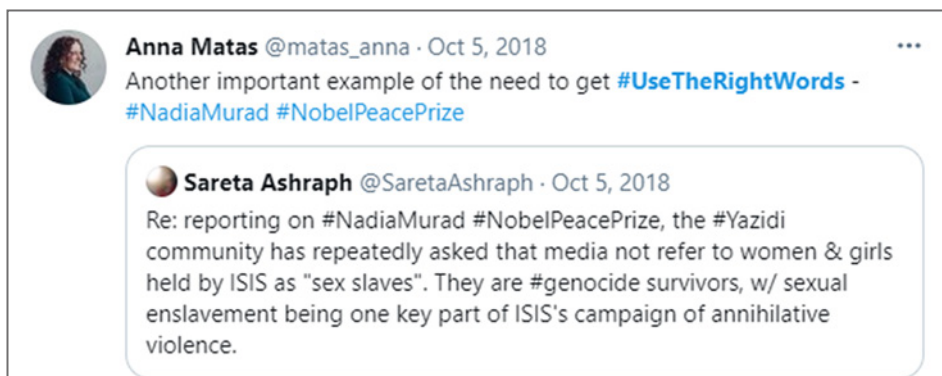 Anna Matas @matas_anna · Oct 5, 2018
Another important example of the need to get #UseTheRightWords -
#NadiaMurad #NobelPeacePrize
Sareta Ashraph @SaretaAshraph · Oct 5, 2018
Re: reporting on #NadiaMurad #NobelPeacePrize, the #Yazidi
community has repeatedly asked that media not refer to women & girls
held by ISIS as "sex slaves". They are #genocide survivors, w/ sexual
enslavement being one key part of ISIS's campaign of annihilative
violence.